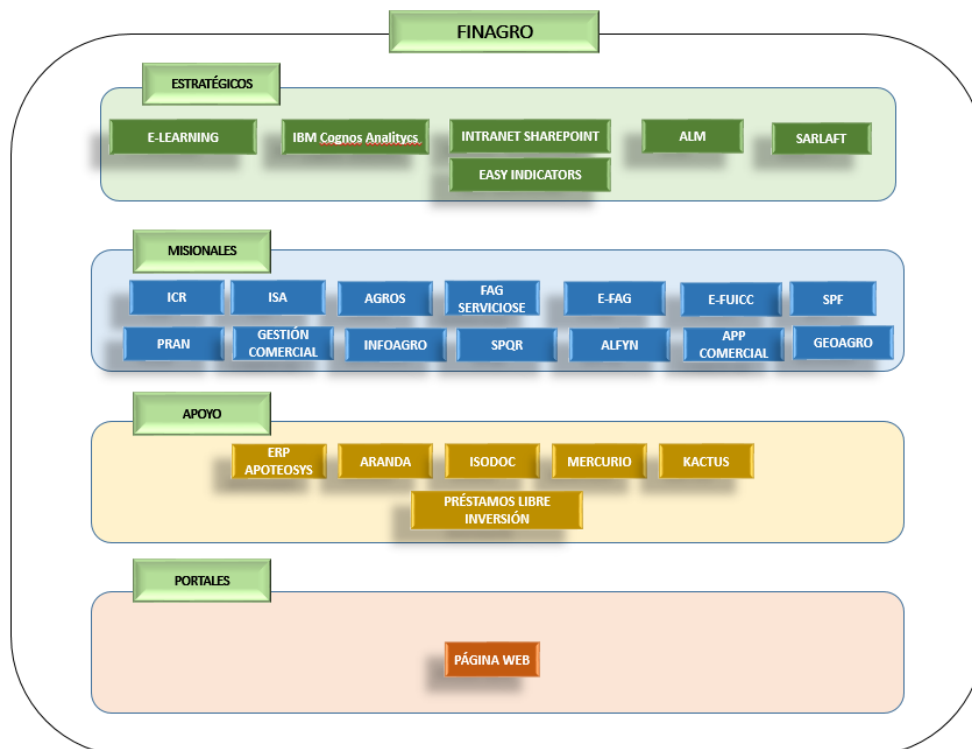 FINAGRO
ESTRATÉGICOS
E-LEARNING
IBM Cognos Analitycs
INTRANET SHAREPOINT
ALM
SARLAFT
EASY INDICATORS
MISIONALES
ICR
ISA
AGROS
FAG
SERVICIOSE
E-FAG
E-FUICC
SPF
PRAN
GESTIÓN
COMERCIAL
INFOAGRO
SPQR
ALFYN
APP
COMERCIAL
GEOAGRO
APOYO
ERP
APOTEOSYS
ARANDA
ISODOC
MERCURIO
KACTUS
PRÉSTAMOS LIBRE
INVERSIÓN
PORTALES
PÁGINA WEB